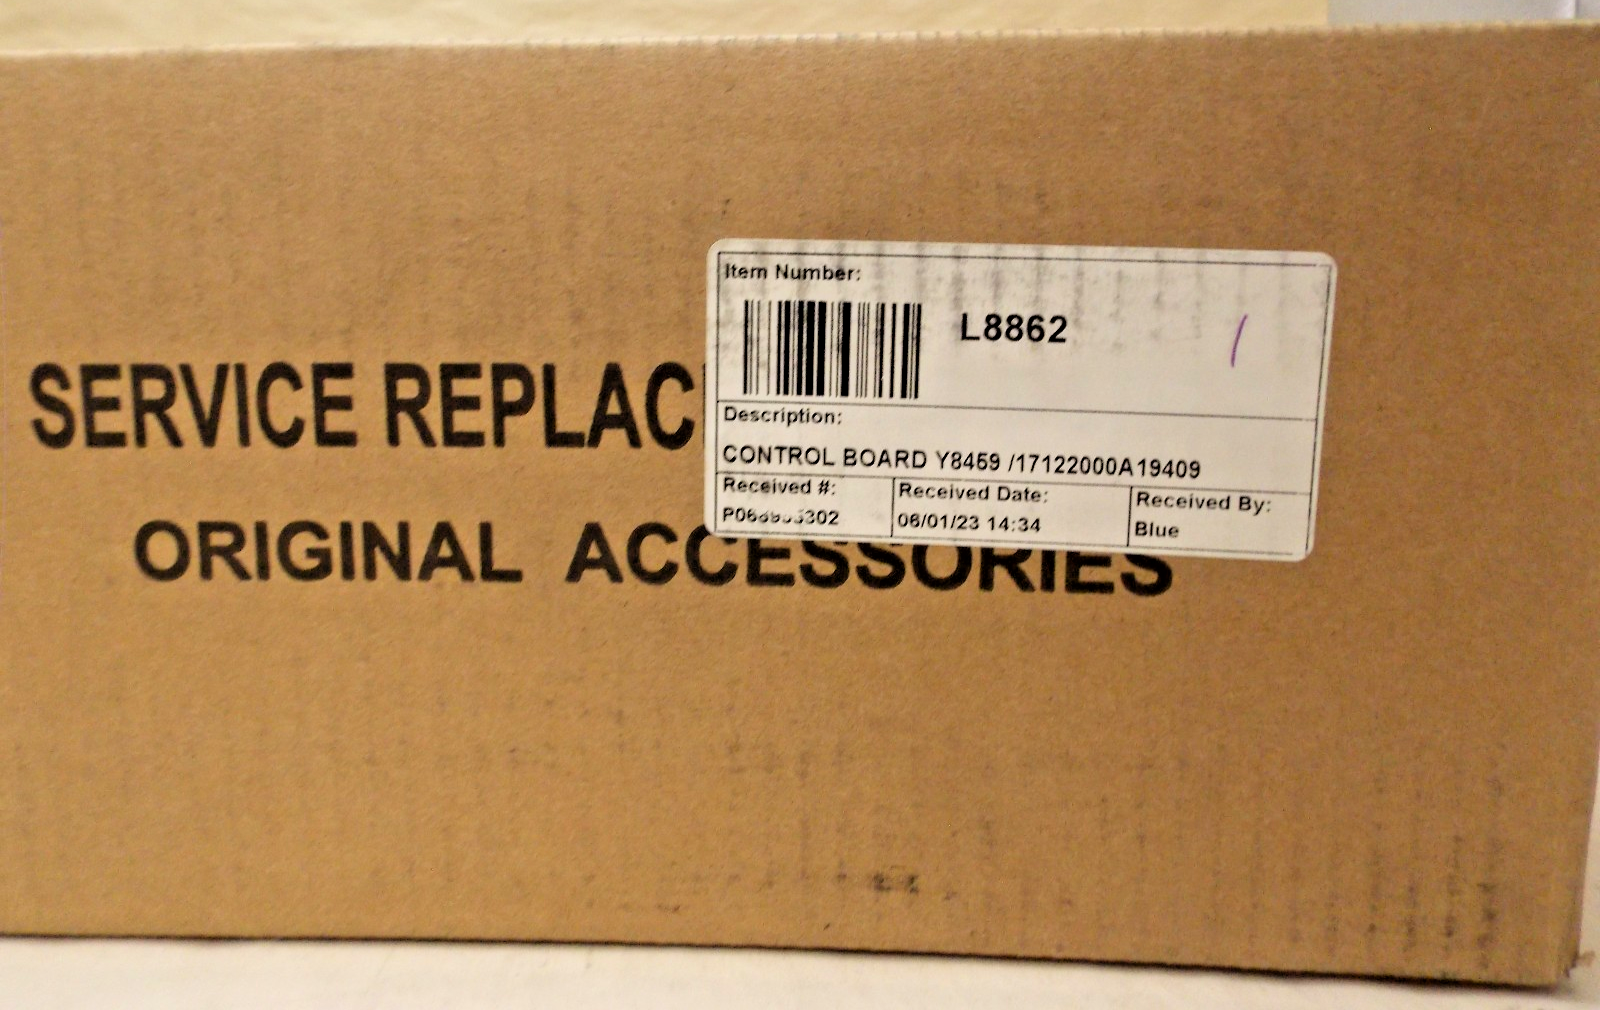 Item Number:
L8862
SERVICE REPLAC
Description:
CONTROL BOARD Y8459 /17122000A19409
Received #:
Received Date:
Received By:
06/01/23 14:34
Blue
ORIGINAL ACCESSORIES